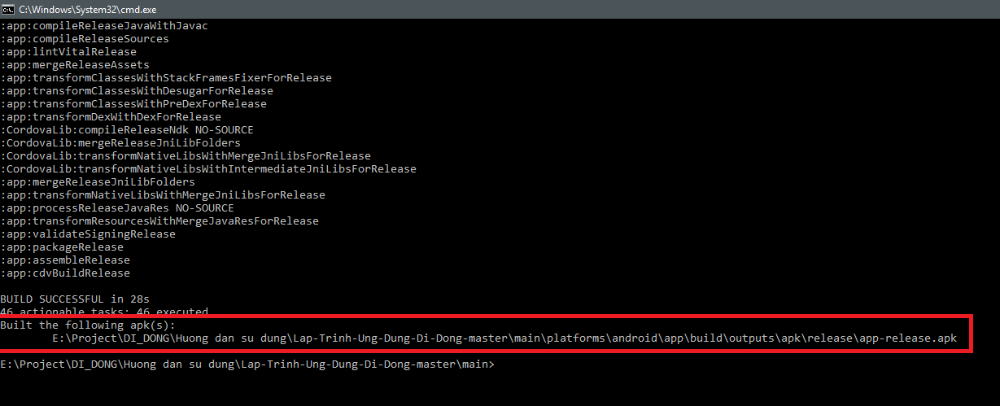 C:\Windows\System32\cmd.exe
:app:compileReleaseJavaWithJavac
:app:compileReleaseSources
:app:lintVitalRelease
:app:mergeReleaseAssets
:app:transformClassesWithStackFramesFixerForRelease
:app:transformClassesWithDesugarForRelease
:app:transformClassesWithPreDexForRelease
:app:transformDexWithDexForRelease
:CordovaLib:compileReleaseNdk NO-SOURCE
:CordovaLib:mergeReleaseJniLibFolders
:CordovaLib:transformNativeLibsWithMergeJniLibsForRelease
:CordovaLib:transformNativeLibsWithIntermediateJniLibsForRelease
:app:mergeReleaseJniLibFolders
:app:transformNativeLibsWithMergeJniLibsForRelease
:app:processReleaseJavaRes NO-SOURCE
:app:transformResourcesWithMergeJavaResForRelease
:app:validateSigningRelease
:app:packageRelease
:app:assembleRelease
:app:cdvBuildRelease
BUILD SUCCESSFUL in 28s
46 actionable tasks: 46 executed
Built the following apk(s):
E:\Project\DI_DONG\Huong dan su dung\Lap-Trinh-Ung-Dung-Di-Dong-master\main\platforms\android\app\build\outputs\apk\release\app-release.apk
E:\Project\DI_DONG\Huong dan su dung\Lap-Trinh-Ung-Dung-Di-Dong-master\main>